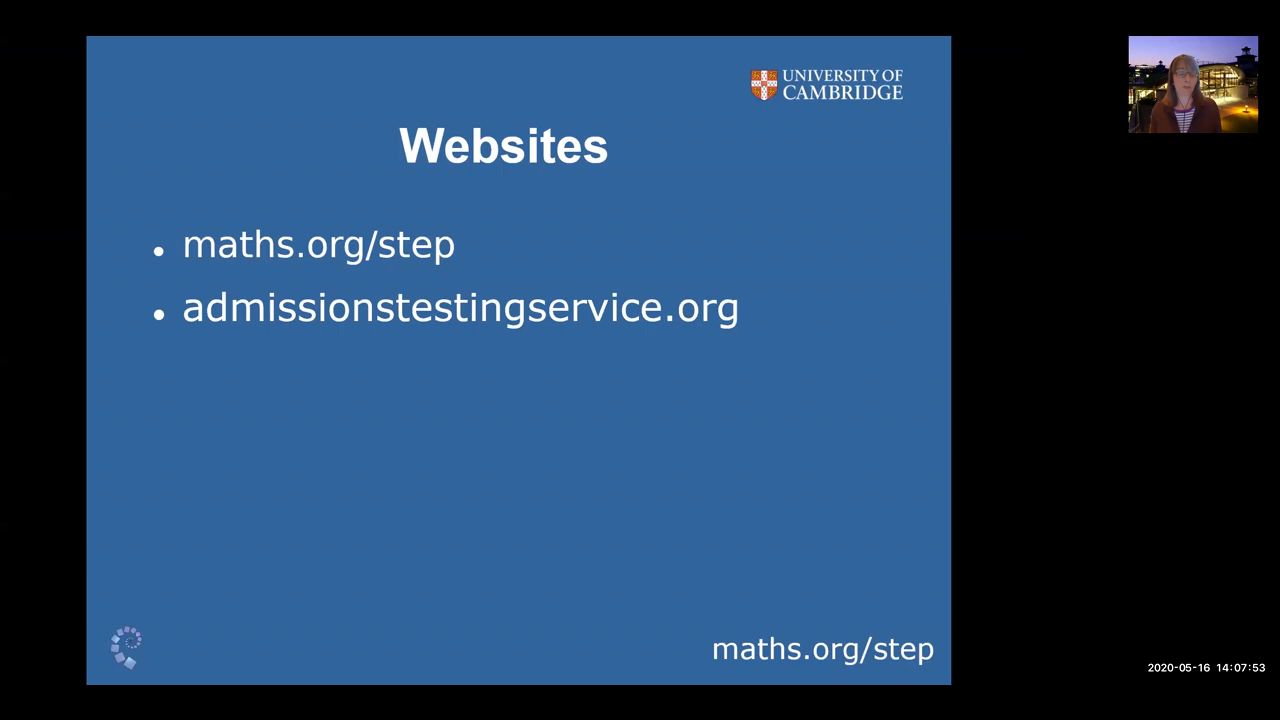 UNIVERSITY OF
CAMBRIDGE
Websites
• maths.org/step
• admissionstestingservice.org
maths.org/step
2020-05-16 14:07:53